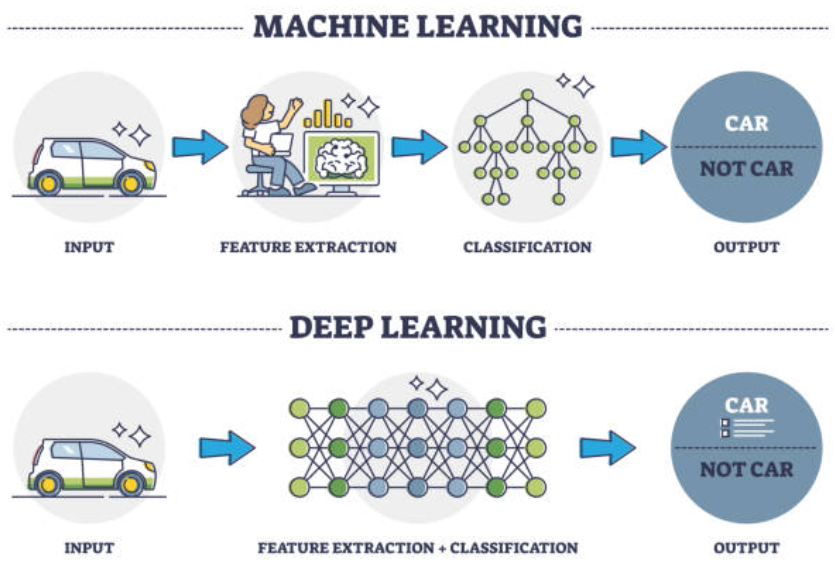 MACHINE LEARNING
CAR
NOT CAR
INPUT
FEATURE EXTRACTION
CLASSIFICATION
OUTPUT
DEEP LEARNING
CAR
NOT CAR
INPUT
FEATURE EXTRACTION + CLASSIFICATION
OUTPUT